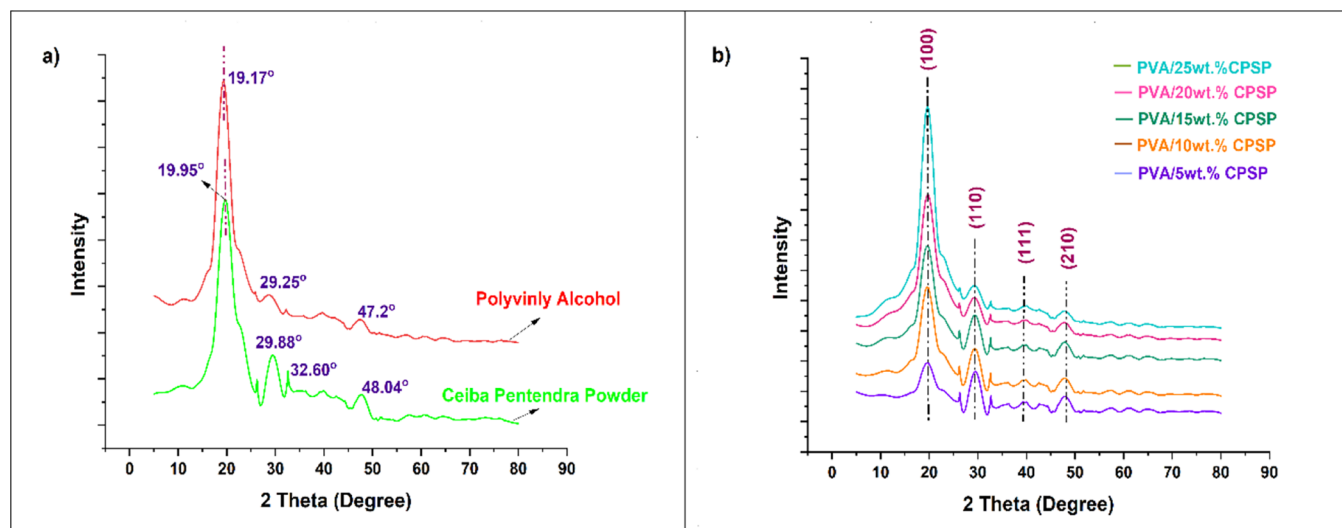 a)
19.17°
19.95°
29.25°
47.2°
Polyvinly Alcohol
29.88°
32.60°
48.04°
Ceiba Pentendra Powder
Intensity
0 10 20 30 40 50 60 70 80 90
2 Theta (Degree)
b)
(100)
(110)
(111)
(210)
PVA/25wt.%CPSP
PVA/20wt.% CPSP
PVA/15wt.% CPSP
PVA/10wt.% CPSP
PVA/5wt.% CPSP
Intensity
0 10 20 30 40 50 60 70 80 90
2 Theta (Degree)